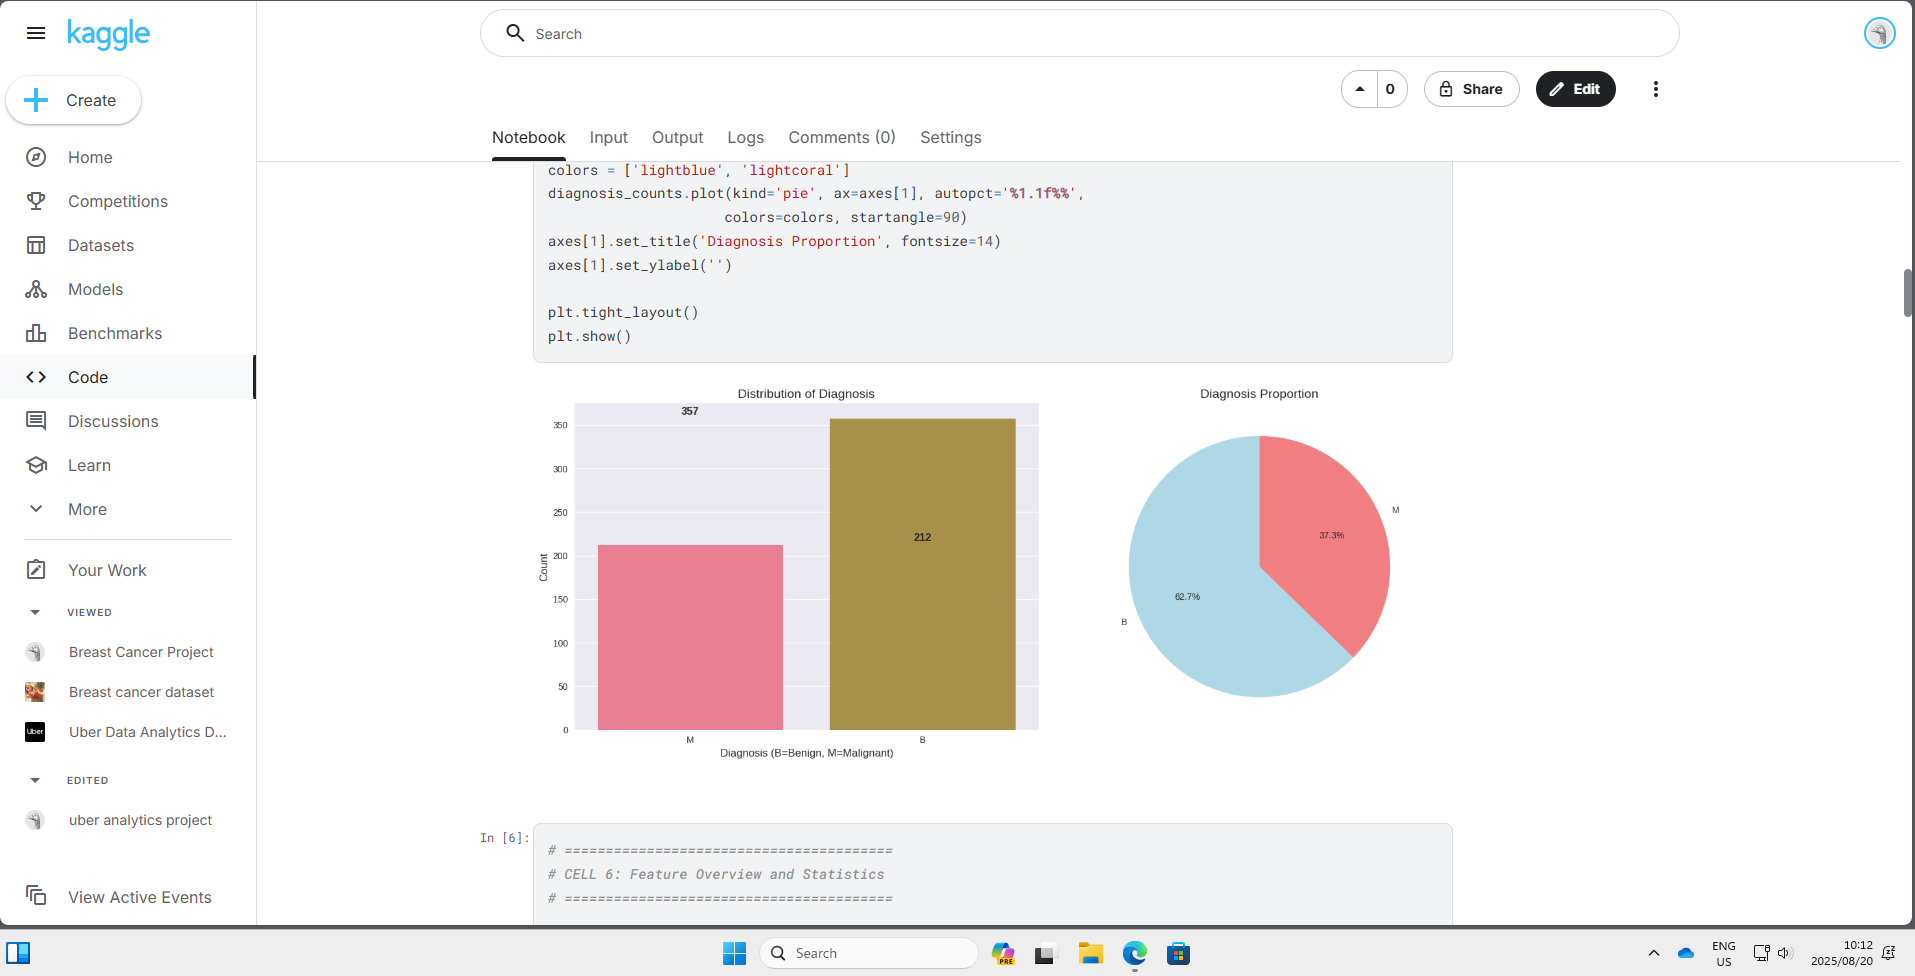 kaggle
Search
Create
0
Share
Edit
Notebook Input Output Logs Comments (0) Settings
Home
Competitions
Datasets
Models
Benchmarks
Code
Discussions
Learn
More
Your Work
VIEWED
Breast Cancer Project
Breast cancer dataset
Uber
Uber Data Analytics D...
EDITED
uber analytics project
View Active Events
colors = ['lightblue', 'lightcoral']
diagnosis_counts.plot(kind='pie', ax=axes[1], autopct='%1.1f%%',
colors=colors, startangle=90)
axes[1].set_title('Diagnosis Proportion', fontsize=14)
axes[1].set_ylabel('')
plt.tight_layout()
plt.show()
Distribution of Diagnosis
357
350
300
250
212
200
150
100
50
0
Count
M
B
Diagnosis (B=Benign, M=Malignant)
Diagnosis Proportion
M
37.3%
62.7%
B
In [6]:
# ========================================
# CELL 6: Feature Overview and Statistics
# ========================================
Search
PRE
ENG
US
10:12
2025/08/20